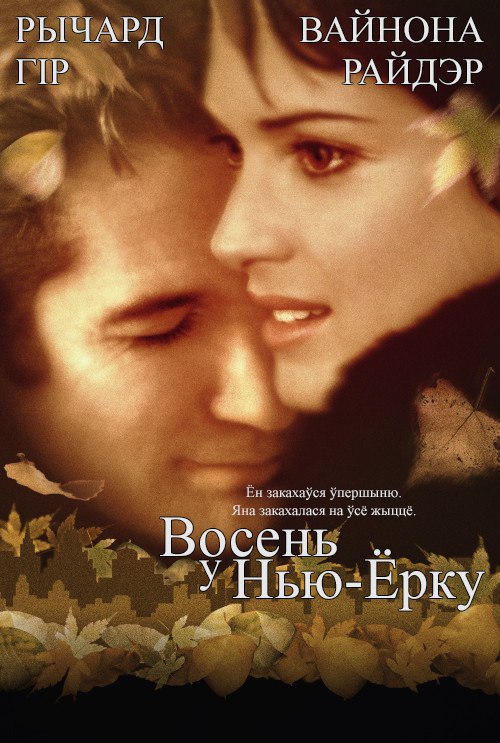 РЫЧАРД
ГІР
ВАЙНОНА
РАЙДЭР
Ён закахаўся ўпершыню.
Яна закахалася на ўсё жыццё.
Восень
у Нью-Ёрку